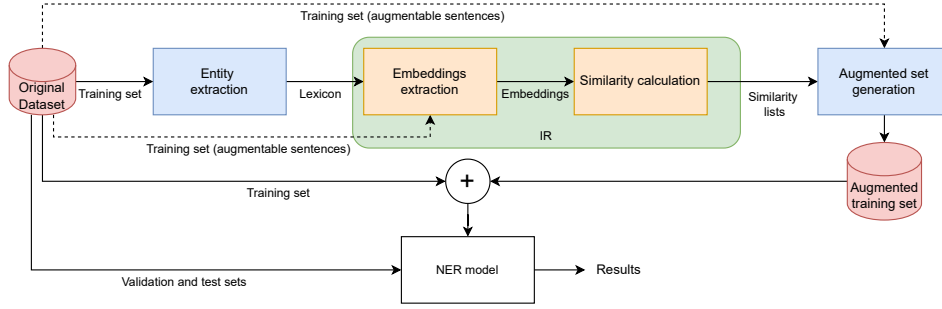 Training set (augmentable sentences)
Original
Dataset
Training set
Entity
extraction
Lexicon
Embeddings
extraction
Embeddings
Similarity calculation
Similarity
lists
Augmented set
generation
IR
Training set (augmentable sentences)
Training set
+
Augmented
training set
NER model
Results
Validation and test sets